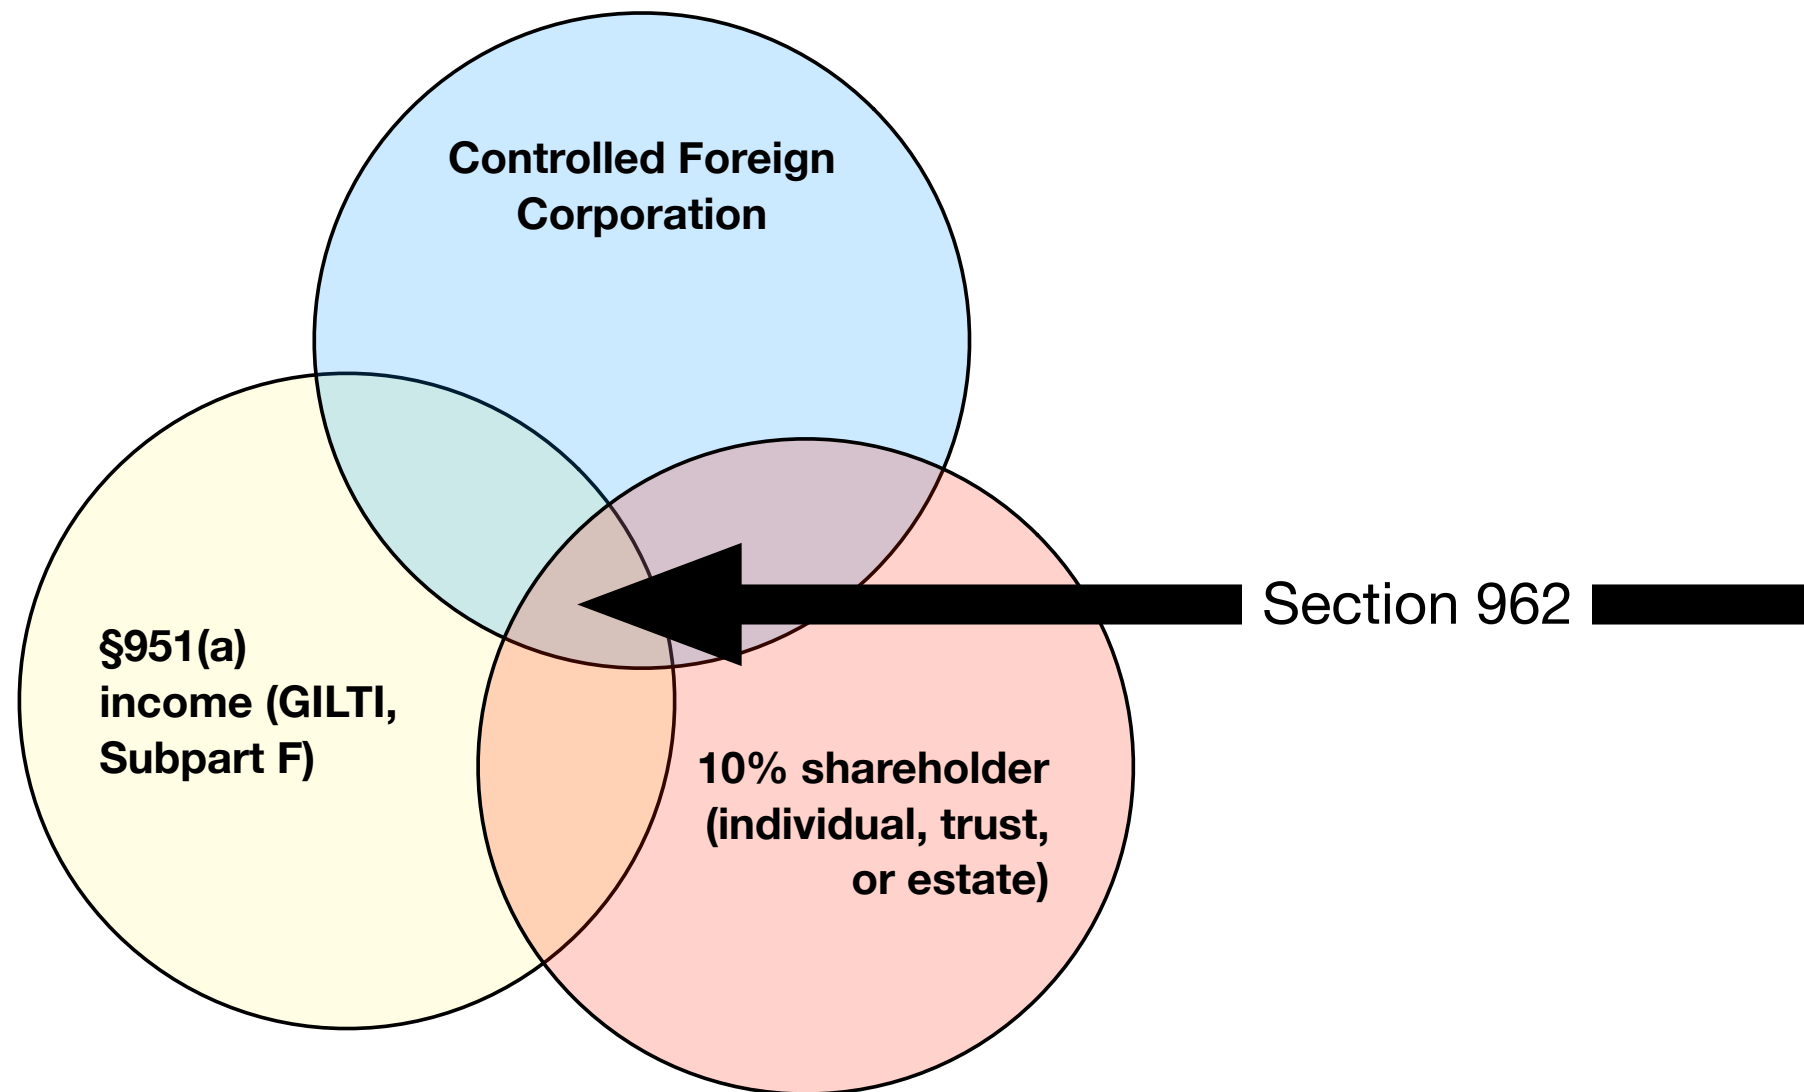 Controlled Foreign
Corporation
§951(a)
income (GILTI,
Subpart F)
10% shareholder
(individual, trust,
or estate)
Section 962